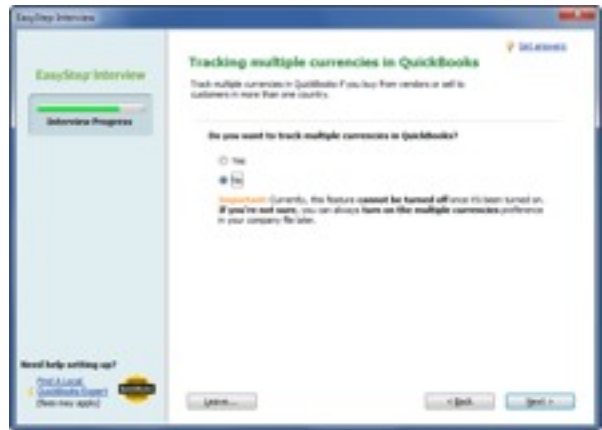 EasyStep Interview
Get answers
EasyStep Interview
Interview Progress
Tracking multiple currencies in QuickBooks
Track multiple currencies in QuickBooks if you buy from vendors or sell to
customers in more than one country.
Do you want to track multiple currencies in QuickBooks?
Yes
No
Important: Currently, this feature cannot be turned off once it's been turned on.
If you're not sure, you can always turn on the multiple currencies preference
in your company file later.
Need help setting up?
Find A Local
QuickBooks Expert
(fees may apply)
Leave...
< Back
Next >